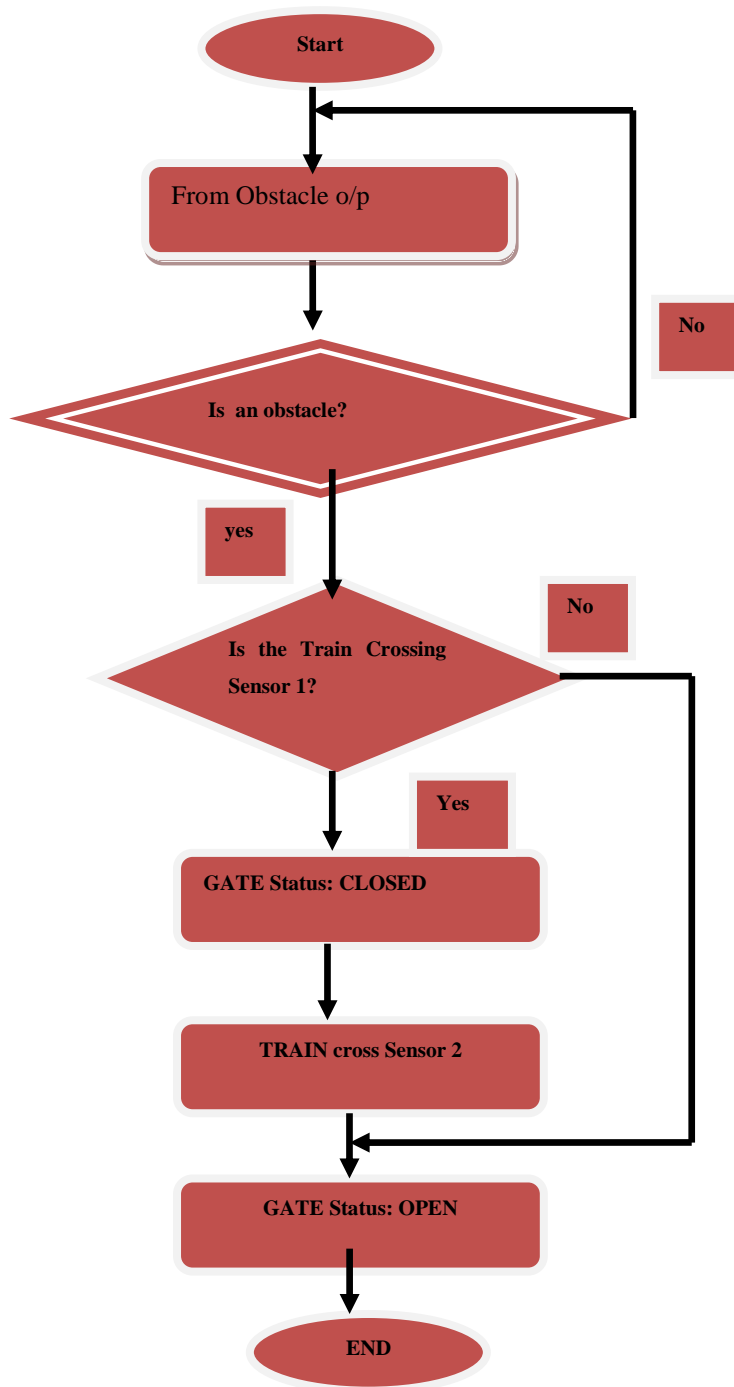 Start
From Obstacle o/p
No
Is an obstacle?
yes
No
Is the Train Crossing
Sensor 1?
Yes
GATE Status: CLOSED
TRAIN cross Sensor 2
GATE Status: OPEN
END